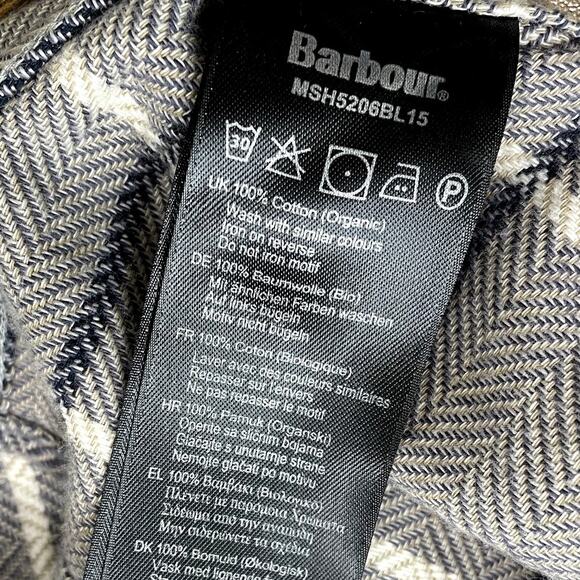 Barbour®
MSH5206BL15
30
P
UK 100% Cotton (Organic)
Wash with similar colours
Iron on reverse
Do not iron motif
DE 100% Baumwolle (Bio)
Mit ähnlichen Farben waschen
Auf links bügeln
Motiv nicht bügeln
FR 100% Coton (Biologique)
Laver avec des couleurs similaires
Repasser sur l'envers
Ne pas repasser le motif
HR 100% Pamuk (Organski)
Operite sa sličnim bojama
Glačajte s unutarnje strane
Nemojte glačati po motivu
EL 100% Βαμβάκι (Βιολογικό)
Πλένετε με παρόμοια Χρώματα
Σιδέρωμα από την ανάποδη
Μην σιδερώνετε τα σχέδια
DK 100% Bomuld (Økologisk)
Vask med lignende